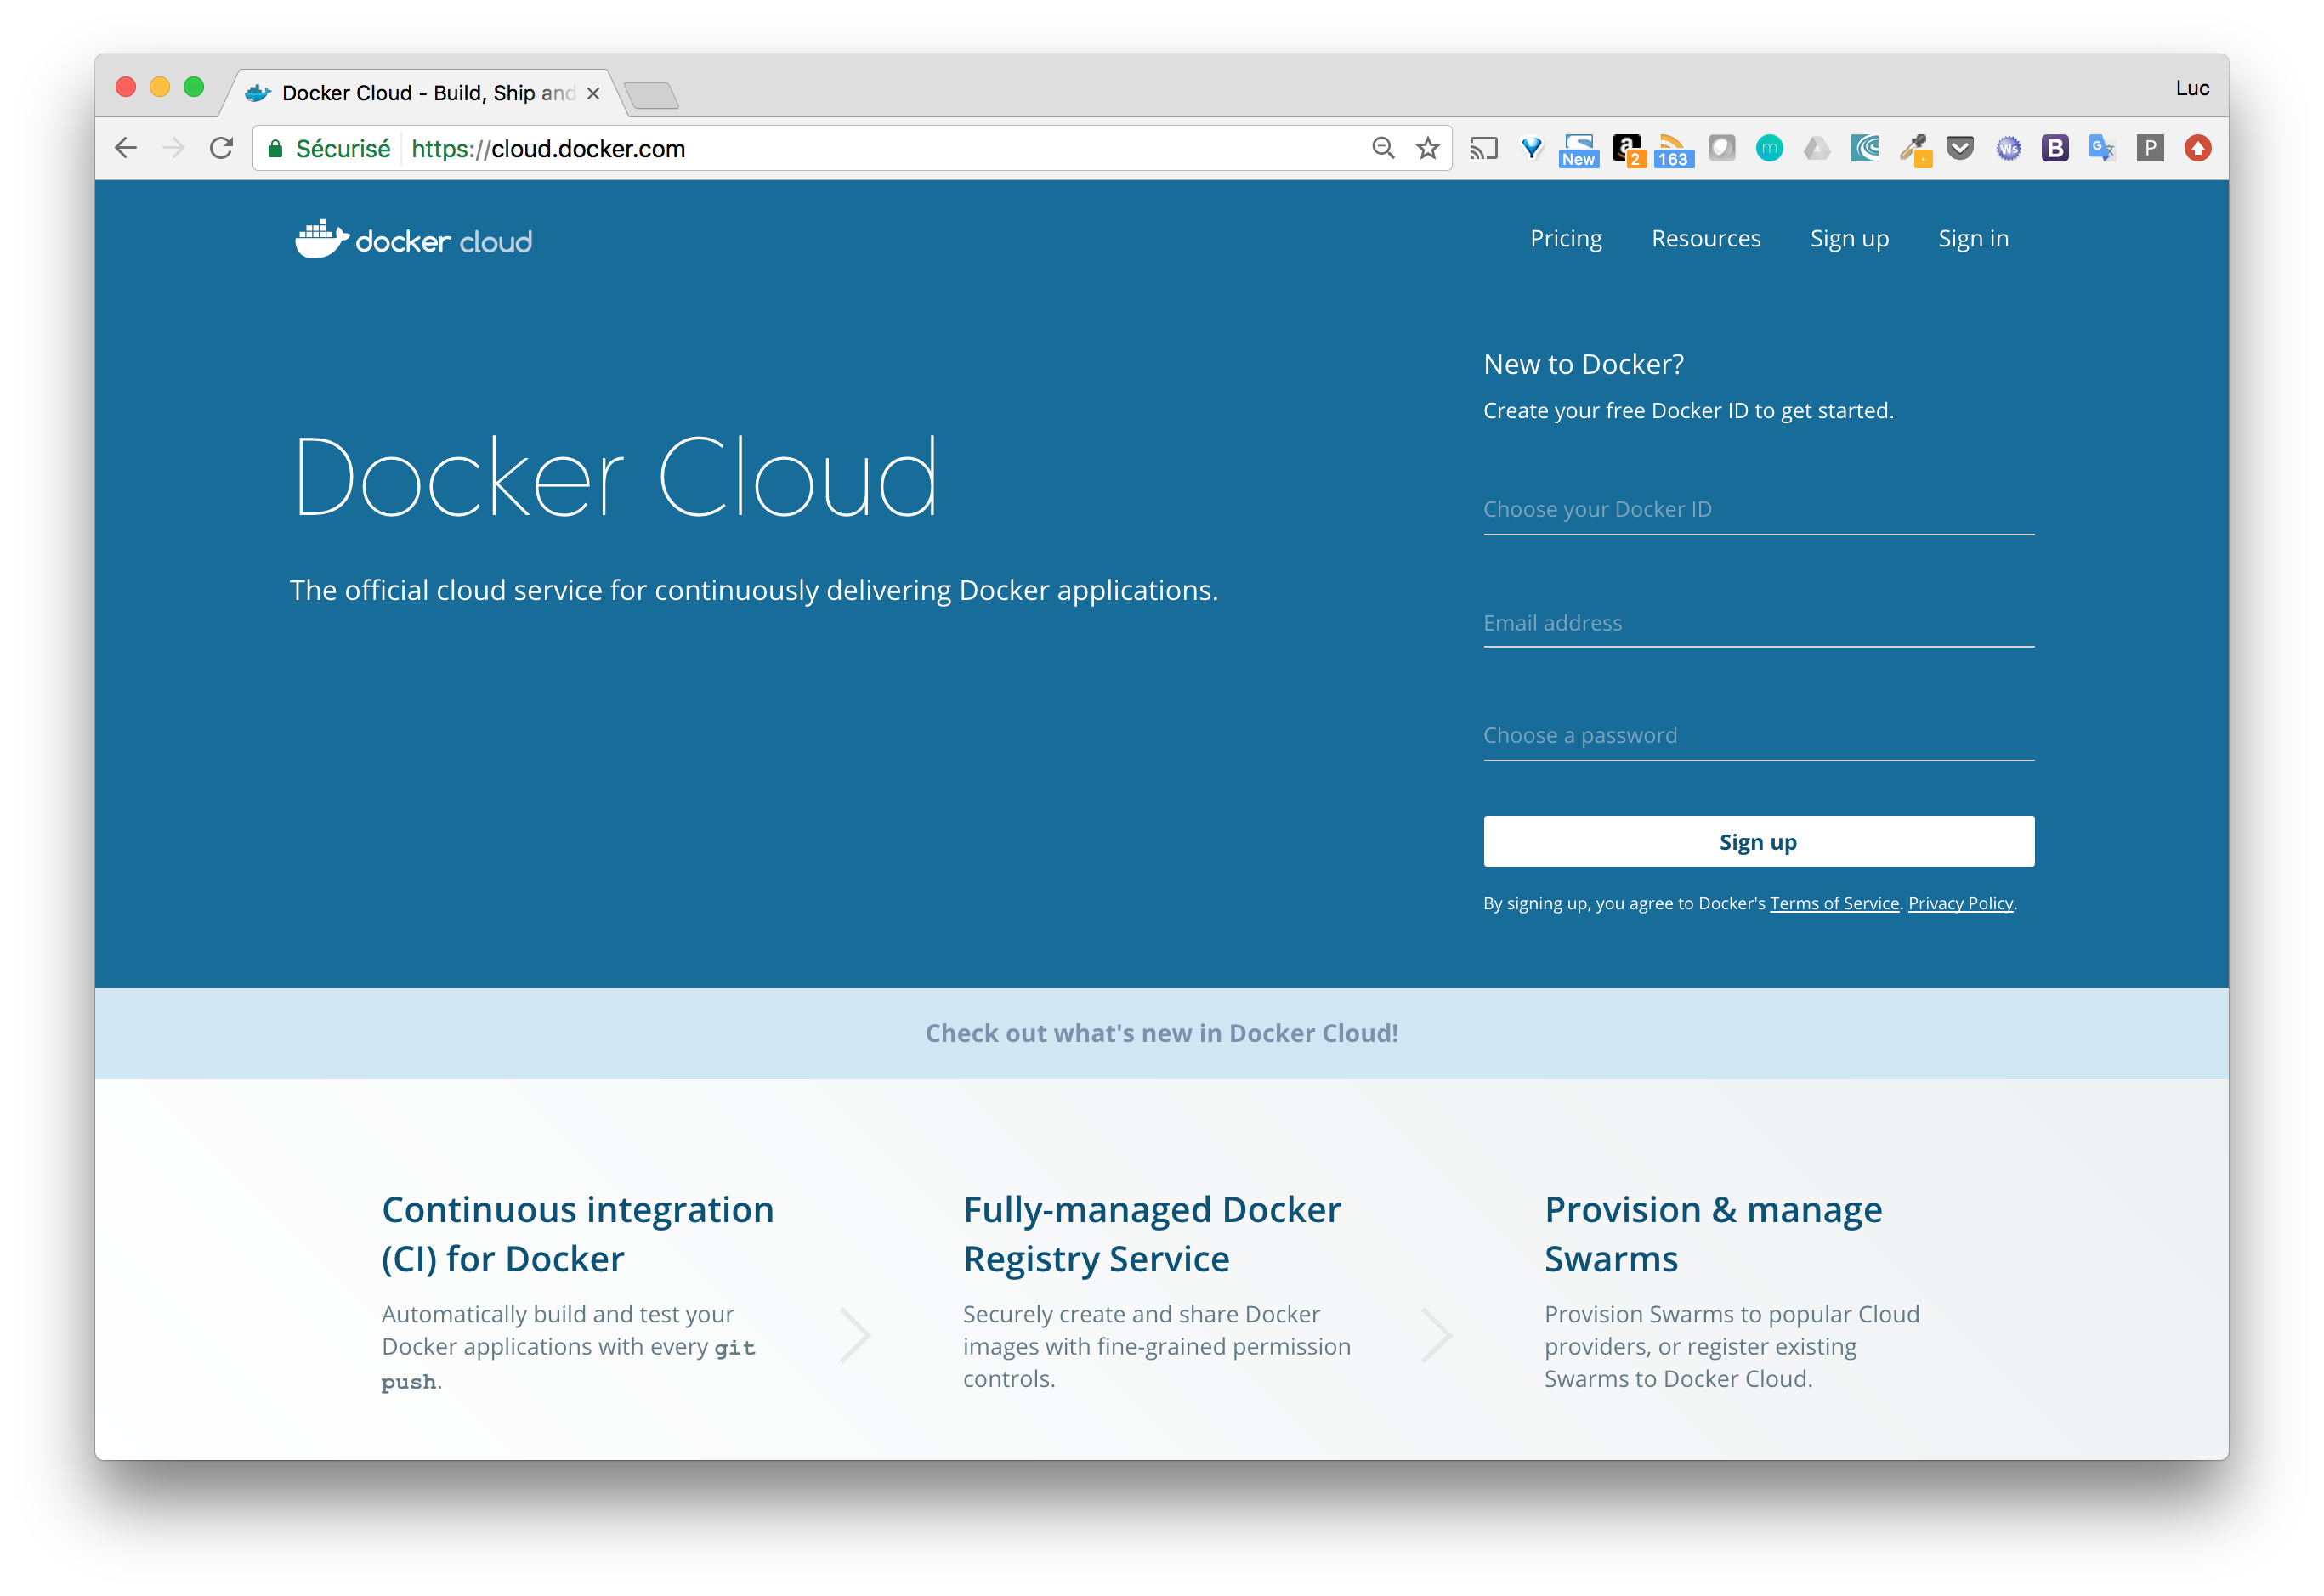 Docker Cloud - Build, Ship and
Luc
Sécurisé
https://cloud.docker.com
New
a
2
163
m
Ws
B
G
P
docker cloud
Pricing
Resources
Sign up
Sign in
Docker Cloud
The official cloud service for continuously delivering Docker applications.
New to Docker?
Create your free Docker ID to get started.
Choose your Docker ID
Email address
Choose a password
Sign up
By signing up, you agree to Docker's Terms of Service. Privacy Policy.
Check out what's new in Docker Cloud!
Continuous integration
(CI) for Docker
Automatically build and test your
Docker applications with every git
push.
Fully-managed Docker
Registry Service
Securely create and share Docker
images with fine-grained permission
controls.
Provision & manage
Swarms
Provision Swarms to popular Cloud
providers, or register existing
Swarms to Docker Cloud.